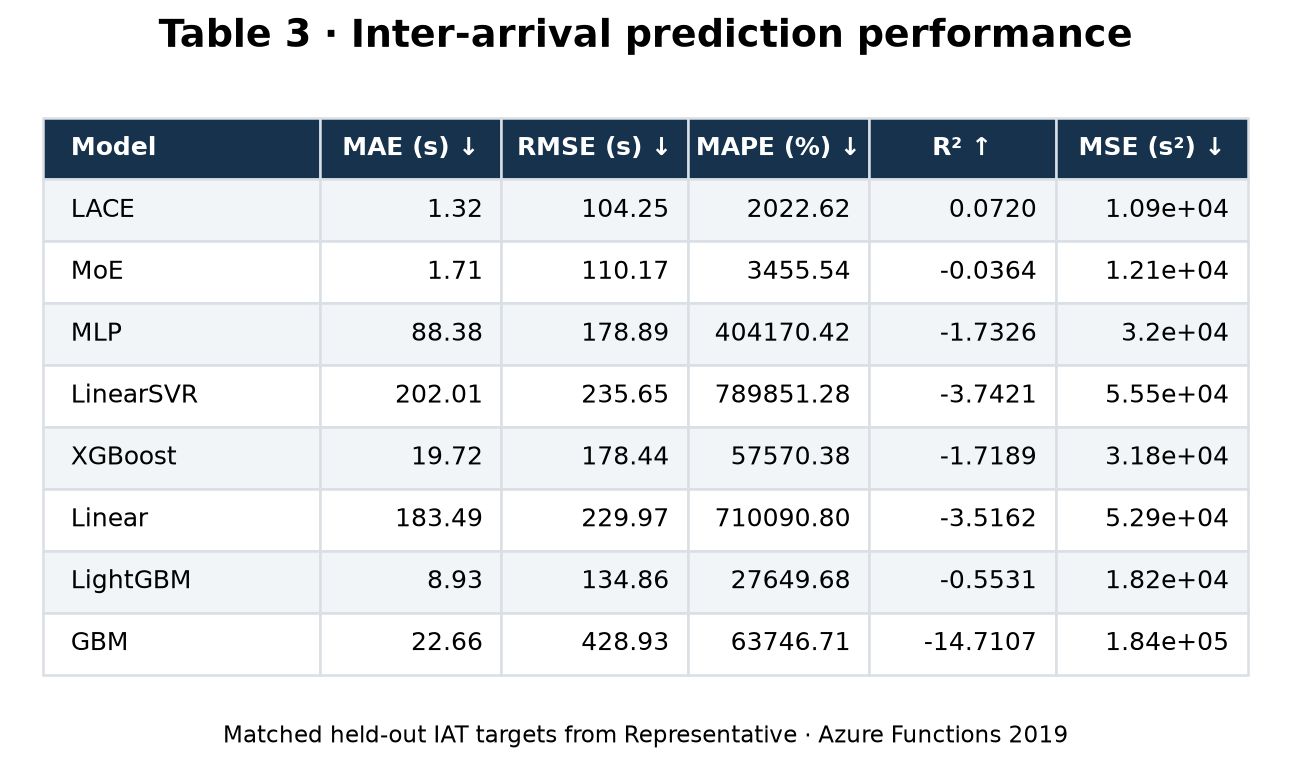 Table 3 · Inter-arrival prediction performance
Model MAE (s) ↓ RMSE (s) ↓ MAPE (%) ↓ R² ↑ MSE (s²) ↓
LACE 1.32 104.25 2022.62 0.0720 1.09e+04
MoE 1.71 110.17 3455.54 -0.0364 1.21e+04
MLP 88.38 178.89 404170.42 -1.7326 3.2e+04
LinearSVR 202.01 235.65 789851.28 -3.7421 5.55e+04
XGBoost 19.72 178.44 57570.38 -1.7189 3.18e+04
Linear 183.49 229.97 710090.80 -3.5162 5.29e+04
LightGBM 8.93 134.86 27649.68 -0.5531 1.82e+04
GBM 22.66 428.93 63746.71 -14.7107 1.84e+05
Matched held-out IAT targets from Representative · Azure Functions 2019